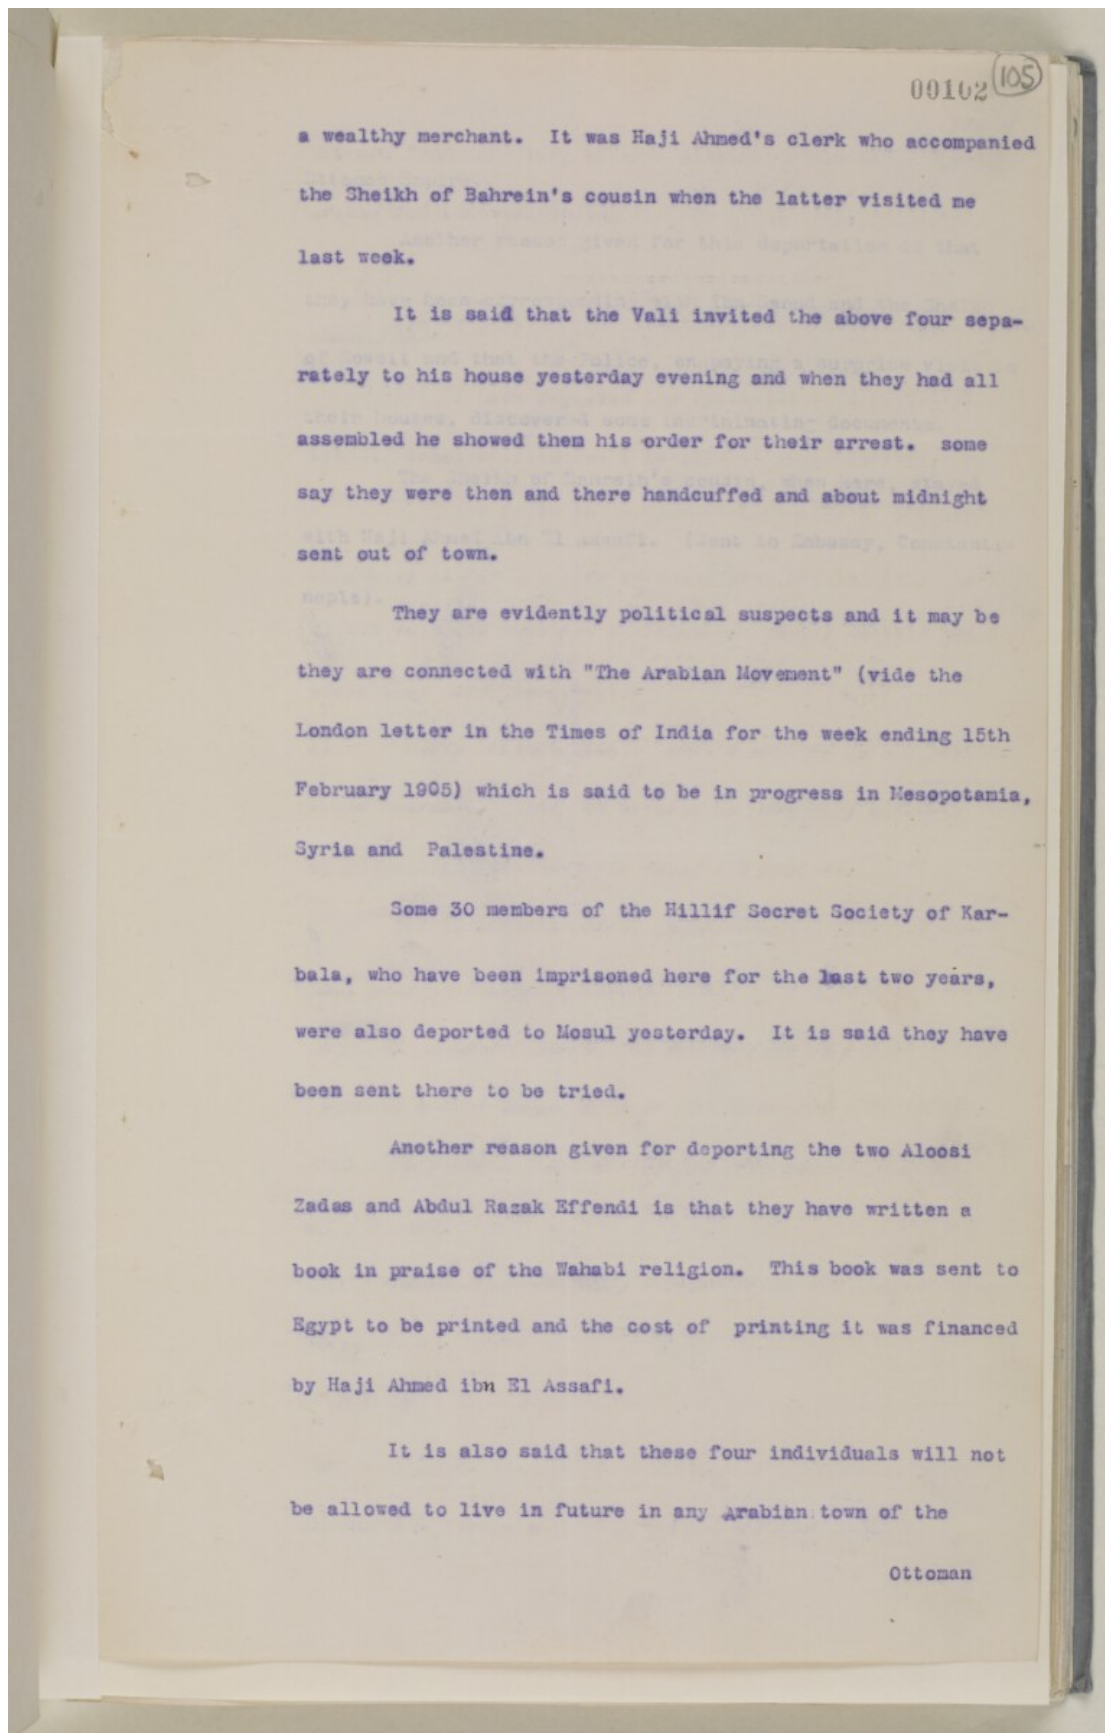 00102
105
a wealthy merchant. It was Haji Ahmed's clerk who accompanied
the Sheikh of Bahrein's cousin when the latter visited me
last week.
It is said that the Vali invited the above four sepa-
rately to his house yesterday evening and when they had all
assembled he showed them his order for their arrest. some
say they were then and there handcuffed and about midnight
sent out of town.
They are evidently political suspects and it may be
they are connected with "The Arabian Movement" (vide the
London letter in the Times of India for the week ending 15th
February 1905) which is said to be in progress in Mesopotamia,
Syria and Palestine.
Some 30 members of the Hillif Secret Society of Kar-
bala, who have been imprisoned here for the last two years,
were also deported to Mosul yesterday. It is said they have
been sent there to be tried.
Another reason given for deporting the two Aloosi
Zadas and Abdul Razak Effendi is that they have written a
book in praise of the Wahabi religion. This book was sent to
Egypt to be printed and the cost of printing it was financed
by Haji Ahmed ibn El Assafi.
It is also said that these four individuals will not
be allowed to live in future in any Arabian town of the
Ottoman